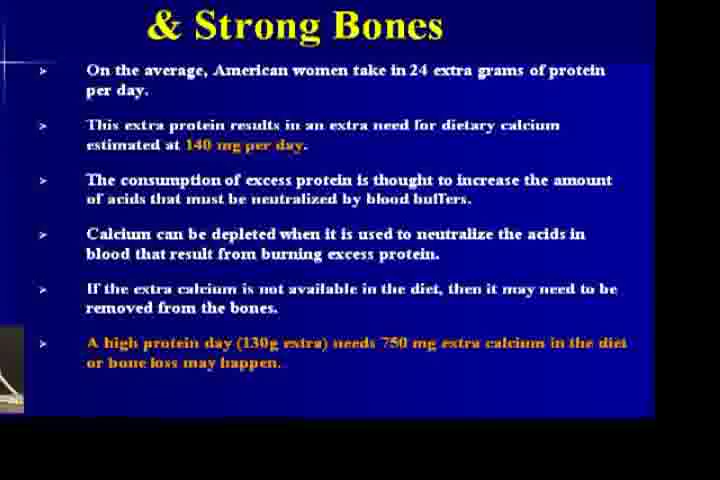 & Strong Bones
On the average, American women take in 24 extra grams of protein
per day.
This extra protein results in an extra need for dietary calcium
estimated at 140 mg per day.
The consumption of excess protein is thought to increase the amount
of acids that must be neutralized by blood buffers.
Calcium can be depleted when it is used to neutralize the acids in
blood that result from burning excess protein.
If the extra calcium is not available in the diet, then it may need to be
removed from the bones.
A high protein day (130g extra) needs 750 mg extra calcium in the diet
or bone loss may happen.